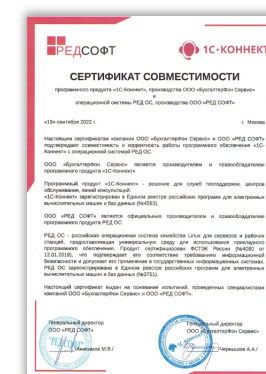 РЕДСОФТ
1С-КОННЕКТ
СЕРТИФИКАТ СОВМЕСТИМОСТИ
программного продукта «1С-Коннект», производства ООО «БухгалтерФон Сервис»
и
операционной системы РЕД ОС, производства ООО «РЕД СОФТ»
«19» сентября 2022 г.
г. Москва
Настоящим сертификатом компании ООО «БухгалтерФон Сервис» и ООО «РЕД СОФТ»
подтверждают совместимость и корректность работы программного обеспечения «1С-
Коннект» с операционной системой РЕД ОС.
ООО «БухгалтерФон Сервис» является производителем и правообладателем
программного продукта «1С-Коннект»
Программный продукт «1С-Коннект» - решение для служб техподдержки, центров
обслуживания, линий консультаций.
«1С-Коннект» зарегистрирован в Едином реестре российских программ для электронных
вычислительных машин и баз данных (№4563).
ООО «РЕД СОФТ» является официальным производителем и правообладателем
программного продукта РЕД ОС.
РЕД ОС - российская операционная система семейства Linux для серверов и рабочих
станций, предоставляющая универсальную среду для использования прикладного
программного обеспечения. Продукт сертифицирован ФСТЭК России (№4060 от
12.01.2019), что подтверждает его соответствие требованиям информационной
безопасности и допускает его применение в государственных информационных системах.
РЕД ОС зарегистрирована в Едином реестре российских программ для электронных
вычислительных машин и баз данных (№3751).
Настоящий сертификат выдан на основании испытаний, проведенных специалистами
компаний ООО «БухгалтерФон Сервис» и ООО «РЕД СОФТ».
Генеральный директор
ООО «РЕД СОФТ»
Анисимов М.В./
Генеральный директор
ООО «БухгалтерФон Сервис»
/Чернышов А.А./